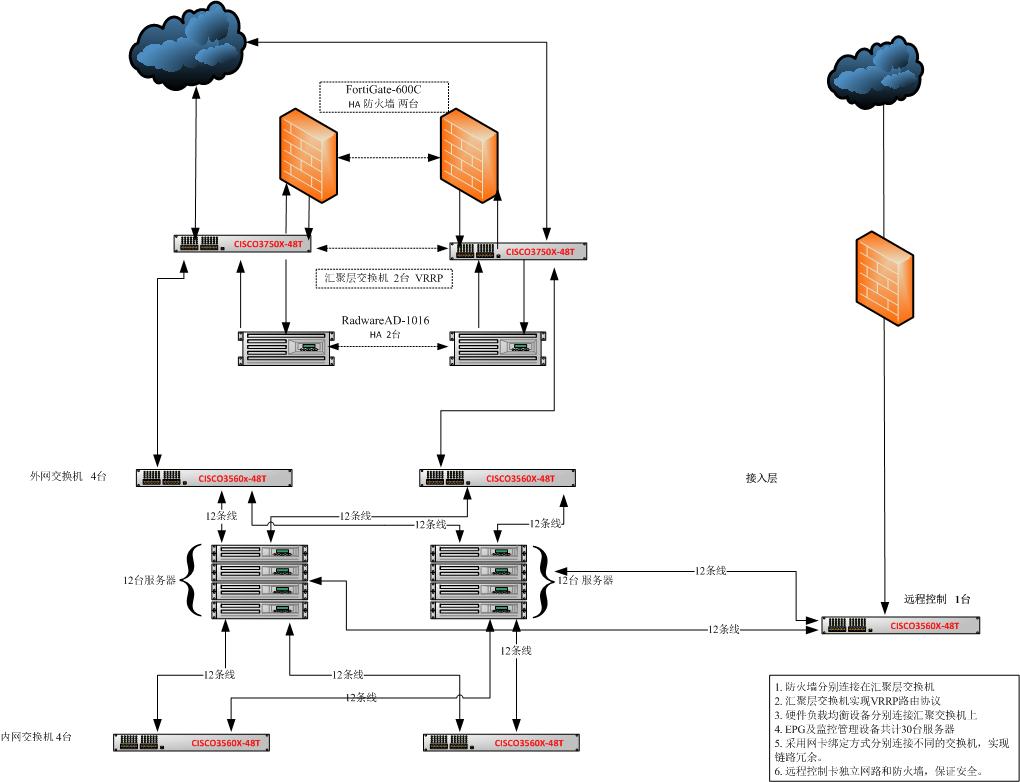 FortiGate-600C
HA 防火墙 两台
CISCO3750X-48T
CISCO3750X-48T
汇聚层交换机 2台 VRRP
RadwareAD-1016
HA 2台
外网交换机 4台
CISCO3560x-48T
CISCO3560X-48T
接入层
12条线
12条线
12条线
12条线
12台服务器
12台 服务器
12条线
远程控制 1台
CISCO3560X-48T
12条线
12条线
12条线
12条线
12条线
内网交换机 4台
CISCO3560X-48T
CISCO3560X-48T
1. 防火墙分别连接在汇聚层交换机
2. 汇聚层交换机实现VRRP路由协议
3. 硬件负载均衡设备分别连接汇聚交换机上
4. EPG及监控管理设备共计30台服务器
5. 采用网卡绑定方式分别连接不同的交换机，实现
链路冗余。
6. 远程控制卡独立网路和防火墙，保证安全。